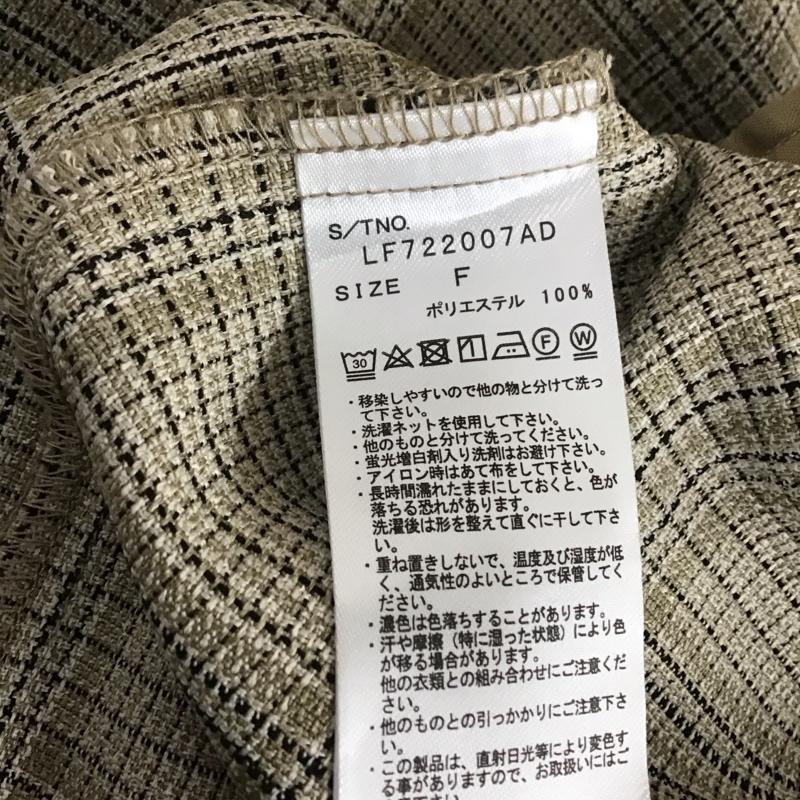 S/TNO.
LF722007AD
SIZE F
ポリエステル 100%
30 F W
・移染しやすいので他の物と分けて洗っ
て下さい。
・洗濯ネットを使用して下さい。
・他のものと分けて洗ってください。
・蛍光増白剤入り洗剤はお避け下さい。
・アイロン時はあて布をして下さい。
・長時間濡れたままにしておくと、色が
落ちる恐れがあります。
洗濯後は形を整えて直ぐに干して下さ
い。
・重ね置きしないで、温度及び湿度が低
く、通気性のよいところで保管してく
ださい。
・濃色は色落ちすることがあります。
・汗や摩擦（特に湿った状態）により色
が移る場合があります。
他の衣類との組み合わせにご注意くだ
さい。
・他のものとの引っかかりにご注意下さ
い。
・この製品は、直射日光等により変色す
る事がありますので、お取扱いにはご